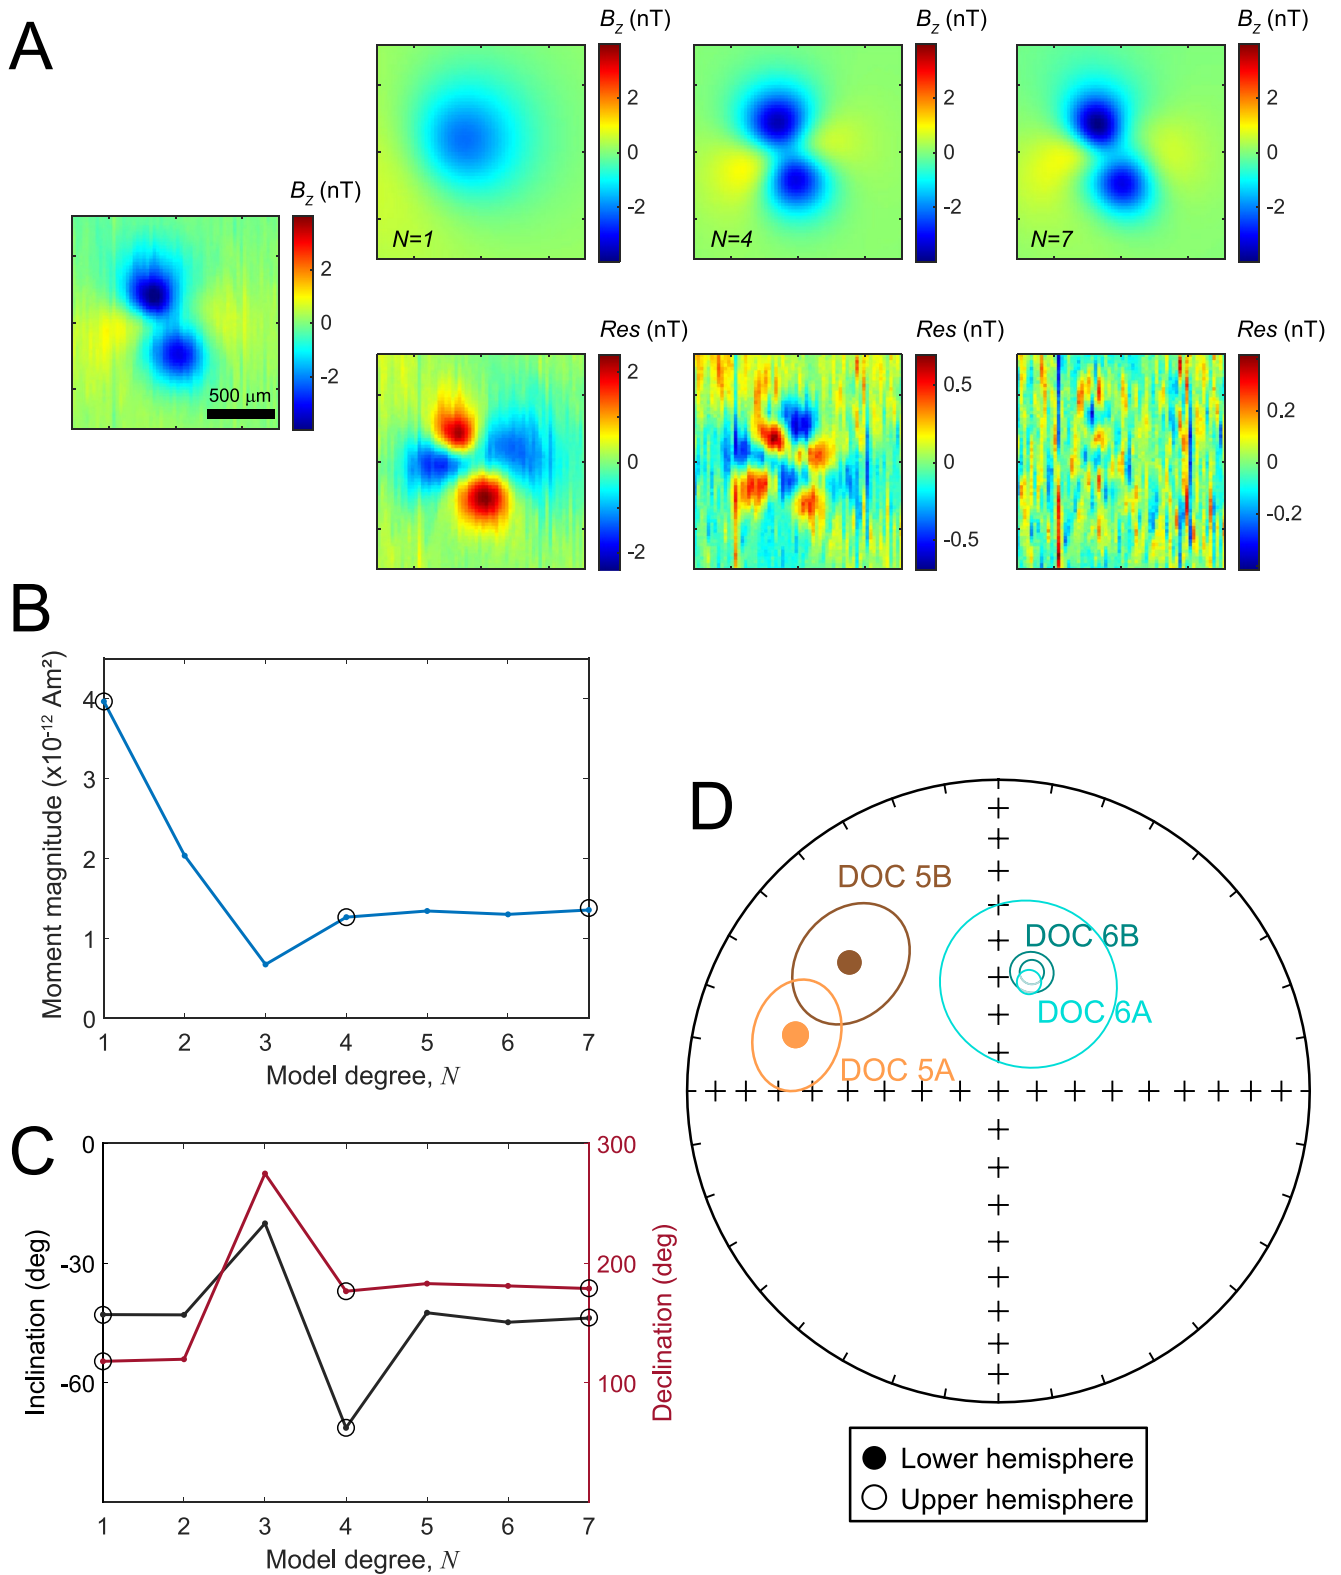 A
B_z (nT)
2
0
-2
500 μm
B_z (nT)
2
0
-2
N=1
B_z (nT)
2
0
-2
N=4
B_z (nT)
2
0
-2
N=7
Res (nT)
2
0
-2
Res (nT)
0.5
0
-0.5
Res (nT)
0.2
0
-0.2
B
Moment magnitude (x10⁻¹² Am²)
4
3
2
1
0
1 2 3 4 5 6 7
Model degree, N
C
Inclination (deg)
0
-30
-60
Declination (deg)
300
200
100
1 2 3 4 5 6 7
Model degree, N
D
DOC 5B
DOC 6B
DOC 6A
DOC 5A
Lower hemisphere
Upper hemisphere